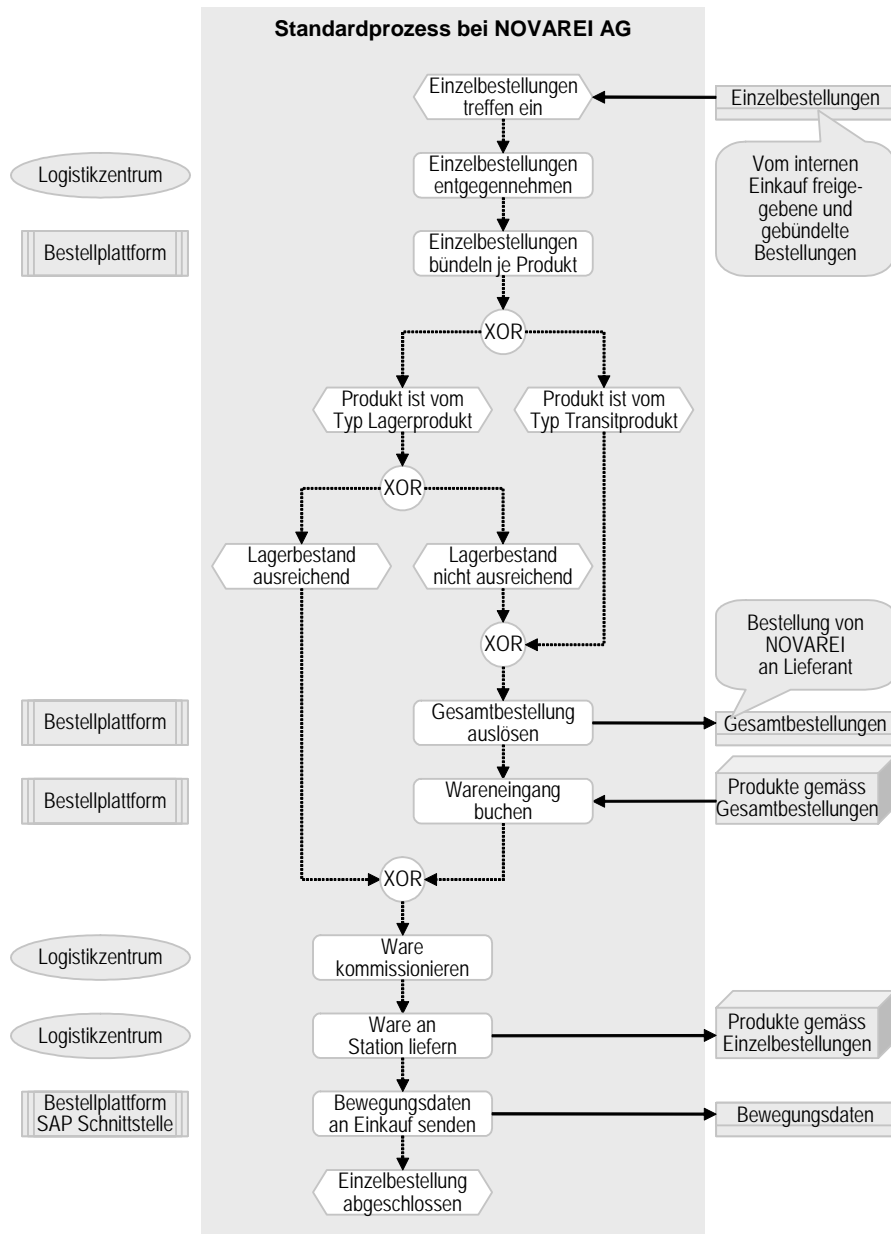 Standardprozess bei NOVAREI AG
Einzelbestellungen
treffen ein
Einzelbestellungen
Vom internen
Einkauf freige-
gebene und
gebündelte
Bestellungen
Logistikzentrum
Einzelbestellungen
entgegennehmen
Bestellplattform
Einzelbestellungen
bündeln je Produkt
XOR
Produkt ist vom
Typ Lagerprodukt
Produkt ist vom
Typ Transitprodukt
XOR
Lagerbestand
ausreichend
Lagerbestand
nicht ausreichend
XOR
Bestellung von
NOVAREI
an Lieferant
Bestellplattform
Gesamtbestellung
auslösen
Gesamtbestellungen
Bestellplattform
Wareneingang
buchen
Produkte gemäss
Gesamtbestellungen
XOR
Logistikzentrum
Ware
kommissionieren
Logistikzentrum
Ware an
Station liefern
Produkte gemäss
Einzelbestellungen
Bestellplattform
SAP Schnittstelle
Bewegungsdaten
an Einkauf senden
Bewegungsdaten
Einzelbestellung
abgeschlossen